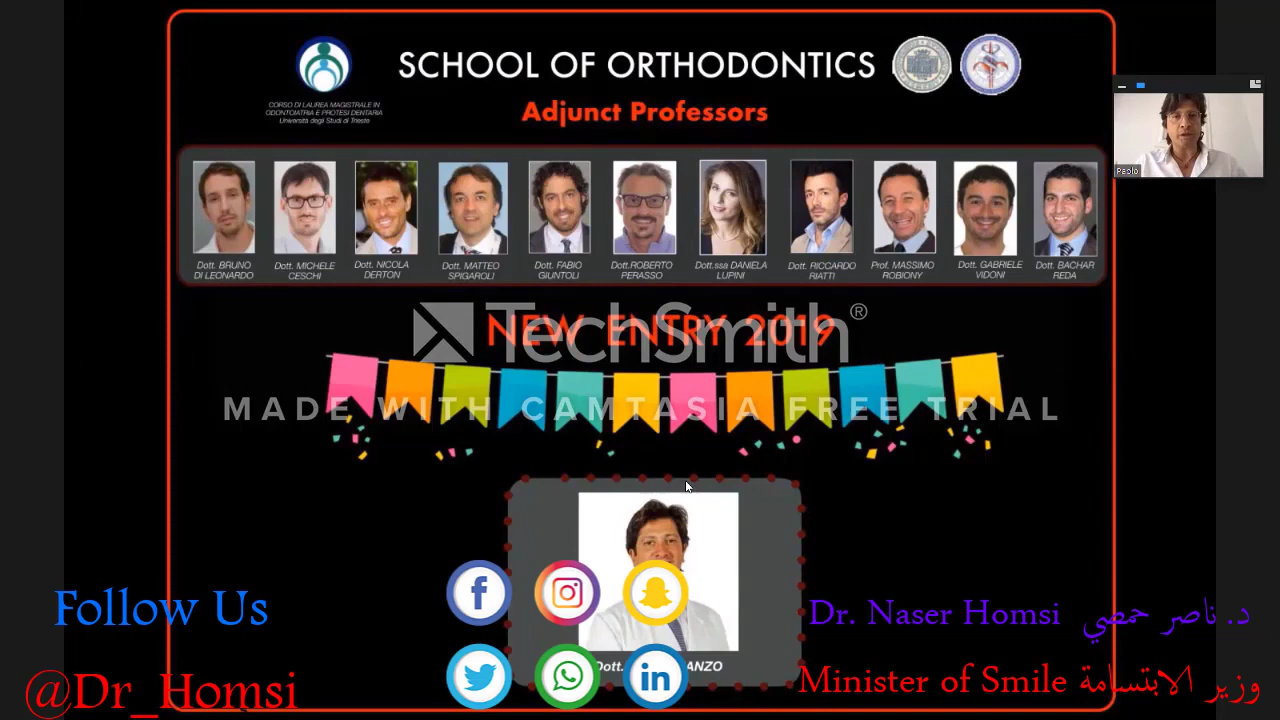 SCHOOL OF ORTHODONTICS
Adjunct Professors
CORSO DI LAUREA MAGISTRALE IN
ODONTOIATRIA E PROTESI DENTARIA
Università degli Studi di Trieste
Paolo
Dott. BRUNO
DI LEONARDO
Dott. MICHELE
CESCHI
Dott. NICOLA
DERTON
Dott. MATTEO
SPIGAROLI
Dott. FABIO
GIUNTOLI
Dott.ROBERTO
PERASSO
Dott.ssa DANIELA
LUPINI
Dott. RICCARDO
RIATTI
Prof. MASSIMO
ROBIONY
Dott. GABRIELE
VIDONI
Dott. BACHAR
REDA
NEW ENTRY 2019
TechSmith®
MADE WITH CAMTASIA FREE TRIAL
Dott. ANZO
Follow Us
@Dr_Homsi
Dr. Naser Homsi د. ناصر حمصي
Minister of Smile وزير الابتسامة